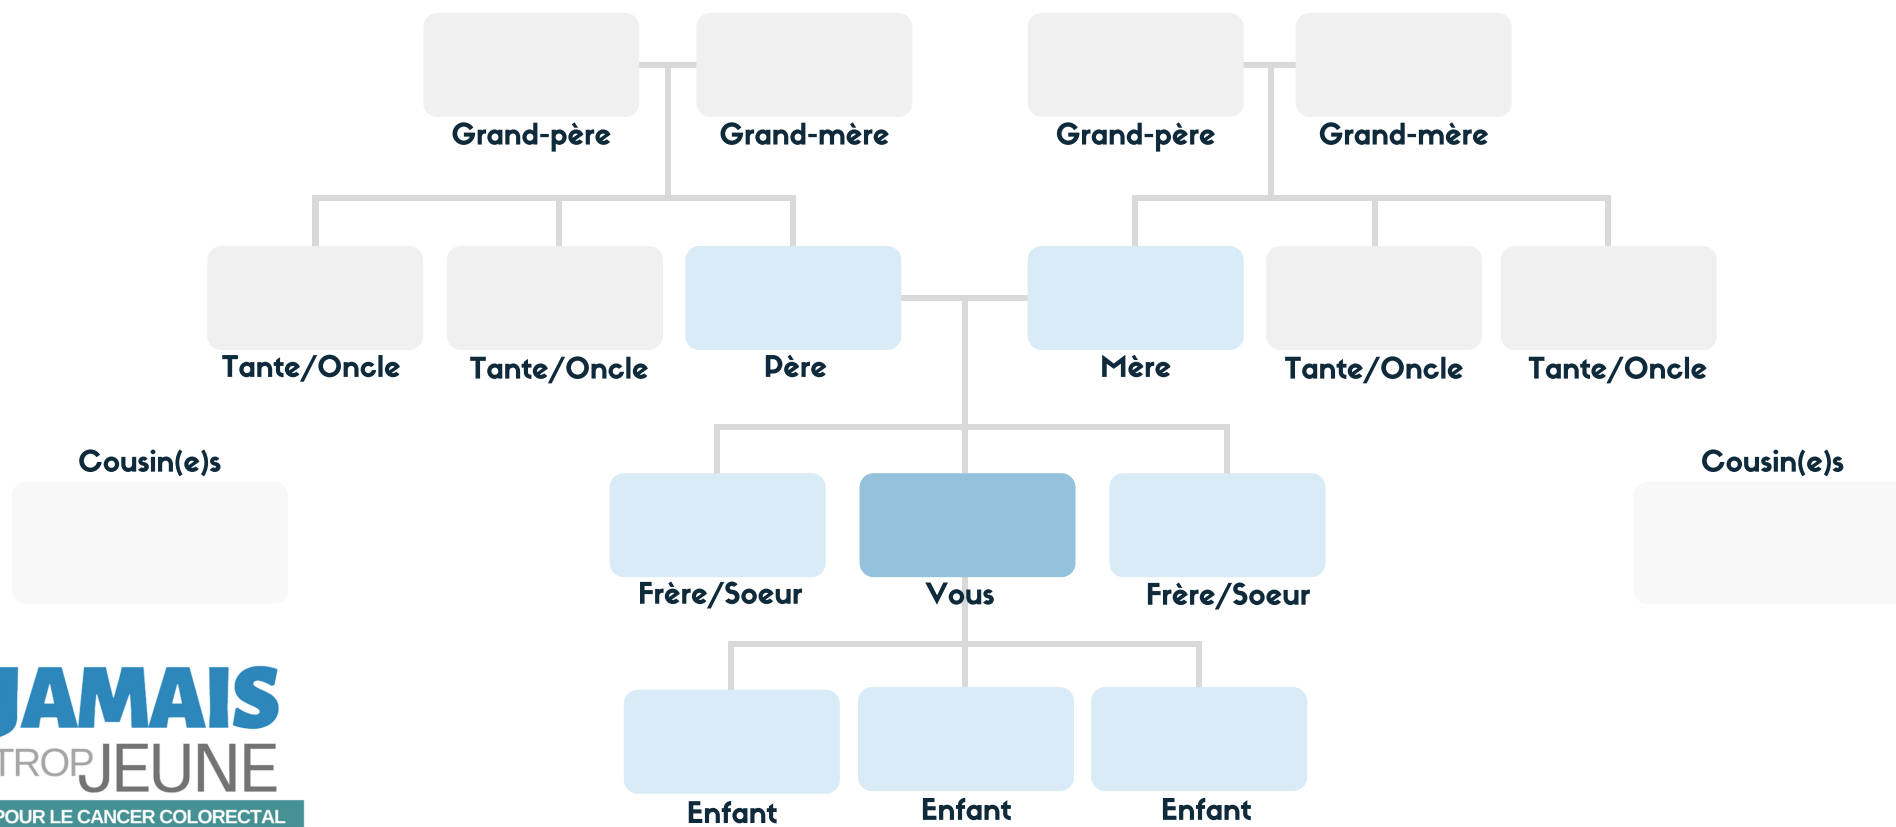 Grand-père Grand-mère Grand-père Grand-mère
Tante/Oncle Tante/Oncle Père Mère Tante/Oncle Tante/Oncle
Cousin(e)s Cousin(e)s
Frère/Soeur Vous Frère/Soeur
JAMAIS
TROP JEUNE
POUR LE CANCER COLORECTAL
Enfant Enfant Enfant